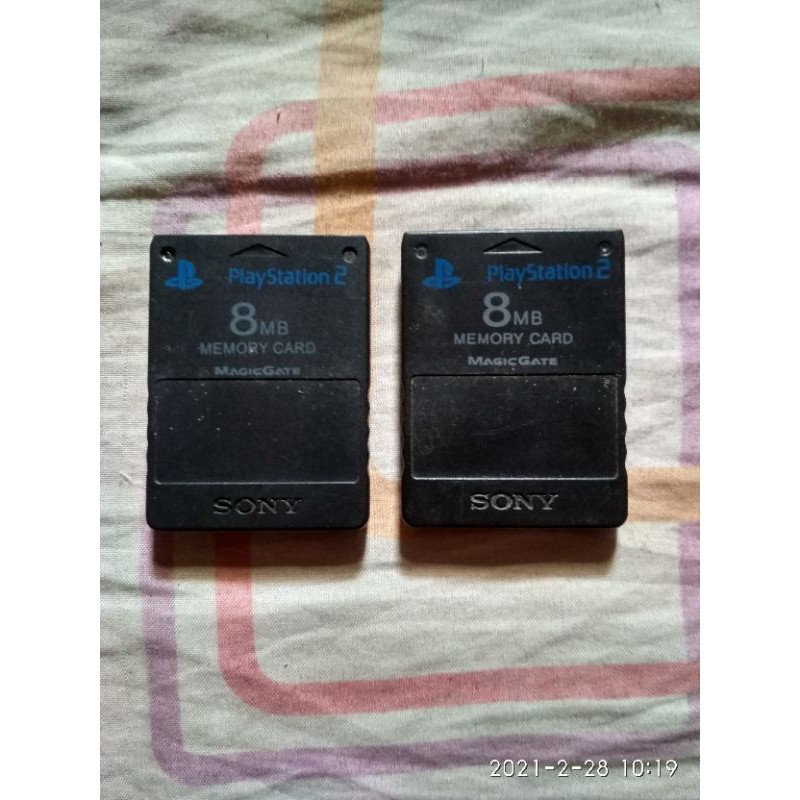 PlayStation 2
8MB
MEMORY CARD
MAGICGATE
SONY
PlayStation 2
8MB
MEMORY CARD
MAGICGATE
SONY
2021-2-28 10:19